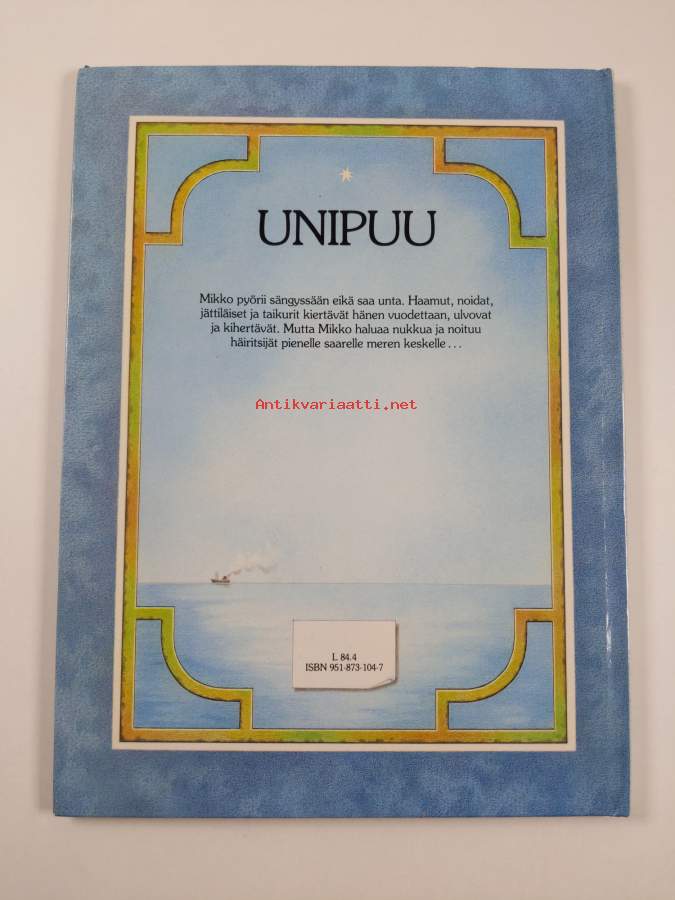 UNIPUU
Mikko pyörii sängyssään eikä saa unta. Haamut, noidat,
jättiläiset ja taikurit kiertävät hänen vuodettaan, ulvovat
ja kihertävät. Mutta Mikko haluaa nukkua ja noituu
häiritsijät pienelle saarelle meren keskelle . . .
Antikvariaatti.net
L 84.4
ISBN 951-873-104-7